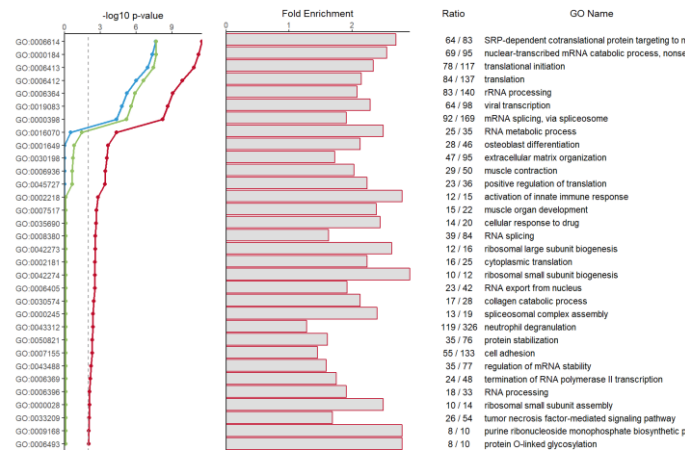 -log10 p-value Fold Enrichment Ratio GO Name
0 3 6 9 0 2
GO:0006614 64 / 83 SRP-dependent cotranslational protein targeting to m
GO:0000184 69 / 95 nuclear-transcribed mRNA catabolic process, nonse
GO:0006413 78 / 117 translational initiation
GO:0006412 84 / 137 translation
GO:0006364 83 / 140 rRNA processing
GO:0019083 64 / 98 viral transcription
GO:0000398 92 / 169 mRNA splicing, via spliceosome
GO:0016070 25 / 35 RNA metabolic process
GO:0001649 28 / 46 osteoblast differentiation
GO:0030198 47 / 95 extracellular matrix organization
GO:0006936 29 / 50 muscle contraction
GO:0045727 23 / 36 positive regulation of translation
GO:0002218 12 / 15 activation of innate immune response
GO:0007517 15 / 22 muscle organ development
GO:0035690 14 / 20 cellular response to drug
GO:0008380 39 / 84 RNA splicing
GO:0042273 12 / 16 ribosomal large subunit biogenesis
GO:0002181 16 / 25 cytoplasmic translation
GO:0042274 10 / 12 ribosomal small subunit biogenesis
GO:0006405 23 / 42 RNA export from nucleus
GO:0030574 17 / 28 collagen catabolic process
GO:0000245 13 / 19 spliceosomal complex assembly
GO:0043312 119 / 326 neutrophil degranulation
GO:0050821 35 / 76 protein stabilization
GO:0007155 55 / 133 cell adhesion
GO:0043488 35 / 77 regulation of mRNA stability
GO:0006369 24 / 48 termination of RNA polymerase II transcription
GO:0006396 18 / 33 RNA processing
GO:0000028 10 / 14 ribosomal small subunit assembly
GO:0033209 26 / 54 tumor necrosis factor-mediated signaling pathway
GO:0009168 8 / 10 purine ribonucleoside monophosphate biosynthetic p
GO:0006493 8 / 10 protein O-linked glycosylation